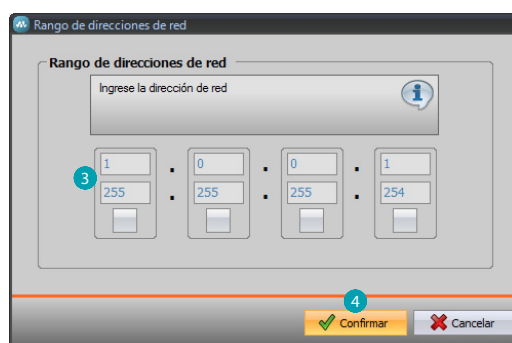 Rango de direcciones de red
Rango de direcciones de red
Ingrese la dirección de red
3
1 . 0 . 0 . 1
255 . 255 . 255 . 254
4
Confirmar
Cancelar